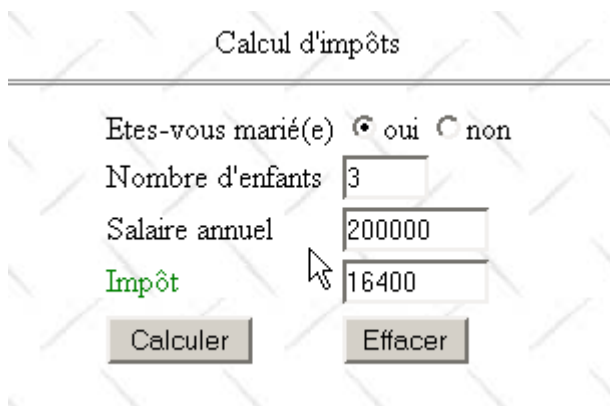 Calcul d'impôts
Etes-vous marié(e) oui non
Nombre d'enfants 3
Salaire annuel 200000
Impôt 16400
Calculer Effacer